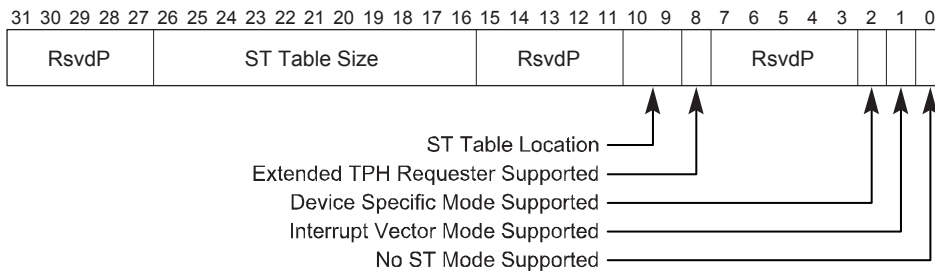 31 30 29 28 27 26 25 24 23 22 21 20 19 18 17 16 15 14 13 12 11 10 9 8 7 6 5 4 3 2 1 0
RsvdP ST Table Size RsvdP RsvdP
ST Table Location
Extended TPH Requester Supported
Device Specific Mode Supported
Interrupt Vector Mode Supported
No ST Mode Supported